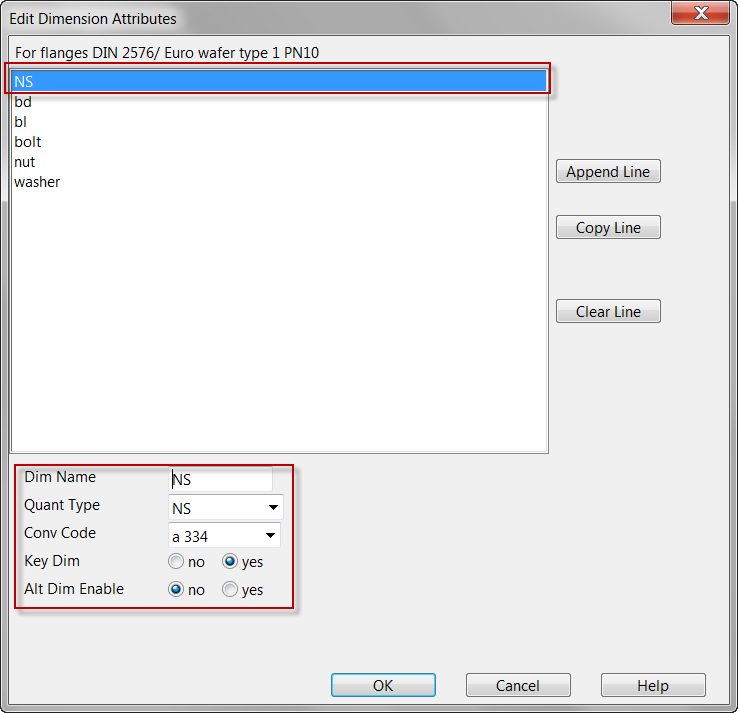 Edit Dimension Attributes
For flanges DIN 2576/ Euro wafer type 1 PN10
NS
bd
bl
bolt
nut
washer
Append Line
Copy Line
Clear Line
Dim Name NS
Quant Type NS
Conv Code a 334
Key Dim no yes
Alt Dim Enable no yes
OK Cancel Help